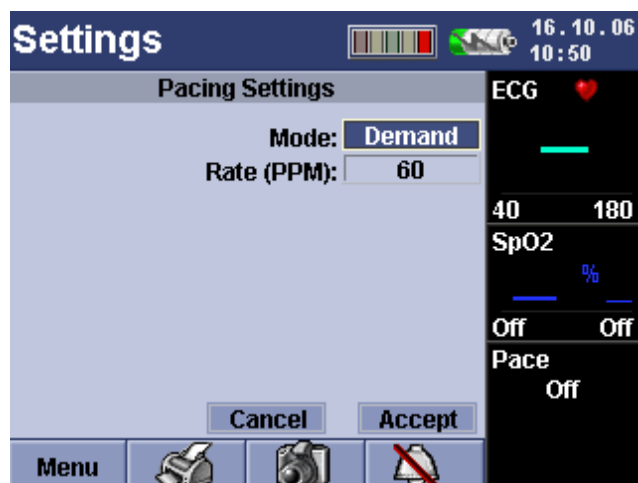 Settings
16.10.06
10:50
Pacing Settings
Mode: Demand
Rate (PPM): 60
Cancel Accept
Menu
ECG
40 180
SpO2
%
Off Off
Pace
Off